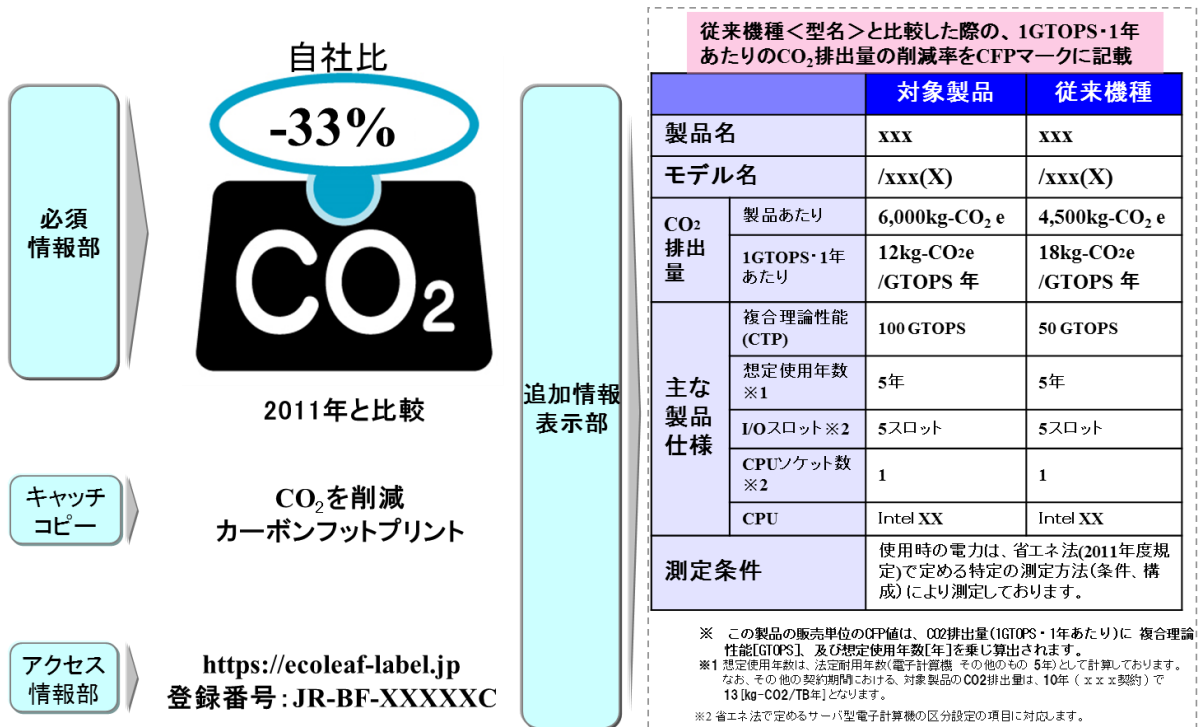 自社比
-33%
CO2
2011年と比較
必須
情報部
キャッチ
コピー
CO₂を削減
カーボンフットプリント
アクセス
情報部
https://ecoleaf-label.jp
登録番号:JR-BF-XXXXXC
追加情報
表示部
従来機種<型名>と比較した際の、1GTOPS・1年
あたりのCO₂排出量の削減率をCFPマークに記載
対象製品 従来機種
製品名 xxx xxx
モデル名 /xxx(X) /xxx(X)
CO2
排出
量
製品あたり 6,000kg-CO₂ e 4,500kg-CO₂ e
1GTOPS・1年
あたり
12kg-CO2e
/GTOPS 年
18kg-CO2e
/GTOPS 年
主な
製品
仕様
複合理論性能
(CTP)
100 GTOPS 50 GTOPS
想定使用年数
※1
5年 5年
I/Oスロット※2 5スロット 5スロット
CPUソケット数
※2
1 1
CPU Intel XX Intel XX
測定条件
使用時の電力は、省エネ法(2011年度規
定)で定める特定の測定方法(条件、構
成)により測定しております。
※ この製品の販売単位のCFP値は、CO2排出量(1GTOPS・1年あたり)に 複合理論
性能[GTOPS]、及び想定使用年数[年]を乗じ算出されます。
※1 想定使用年数は、法定耐用年数(電子計算機 その他のもの 5年)として計算しております。
なお、その他の契約期間における、対象製品のCO2排出量は、10年 (xxx契約) で
13 [kg-CO2/TB年]となります。
※2 省エネ法で定めるサーバ型電子計算機の区分設定の項目に対応します。